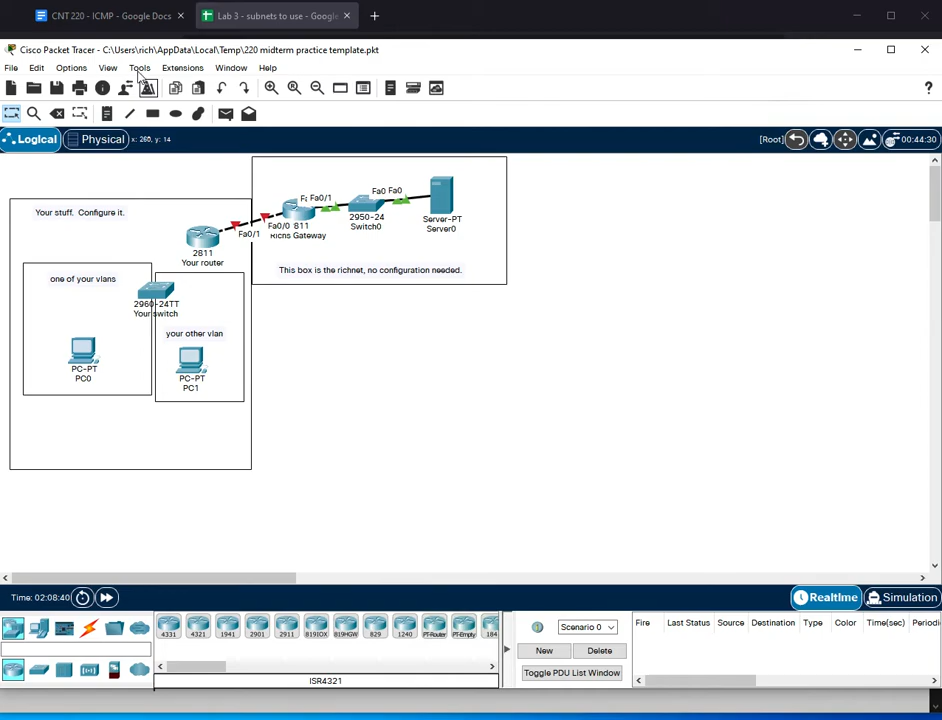 CNT 220 - ICMP - Google Docs
Lab 3 - subnets to use - Google
Cisco Packet Tracer - C:\Users\rich\AppData\Local\Temp\220 midterm practice template.pkt
File Edit Options View Tools Extensions Window Help
Logical
Physical
x: 260, y: 14
[Root]
00:44:30
Your stuff. Configure it.
Fa0/1
Fa0 Fa0
Fa0/0 811
Fa0/1
Richs Gateway
2950-24
Switch0
Server-PT
Server0
2811
Your router
This box is the richnet, no configuration needed.
one of your vlans
2960-24TT
Your switch
your other vlan
PC-PT
PC0
PC-PT
PC1
Time: 02:08:40
Realtime
Simulation
4331 4321 1941 2901 2911 819IOX 819HGW 829 1240 PT-Router PT-Empty 184
ISR4321
Scenario 0
New
Delete
Toggle PDU List Window
Fire Last Status Source Destination Type Color Time(sec) Periodi